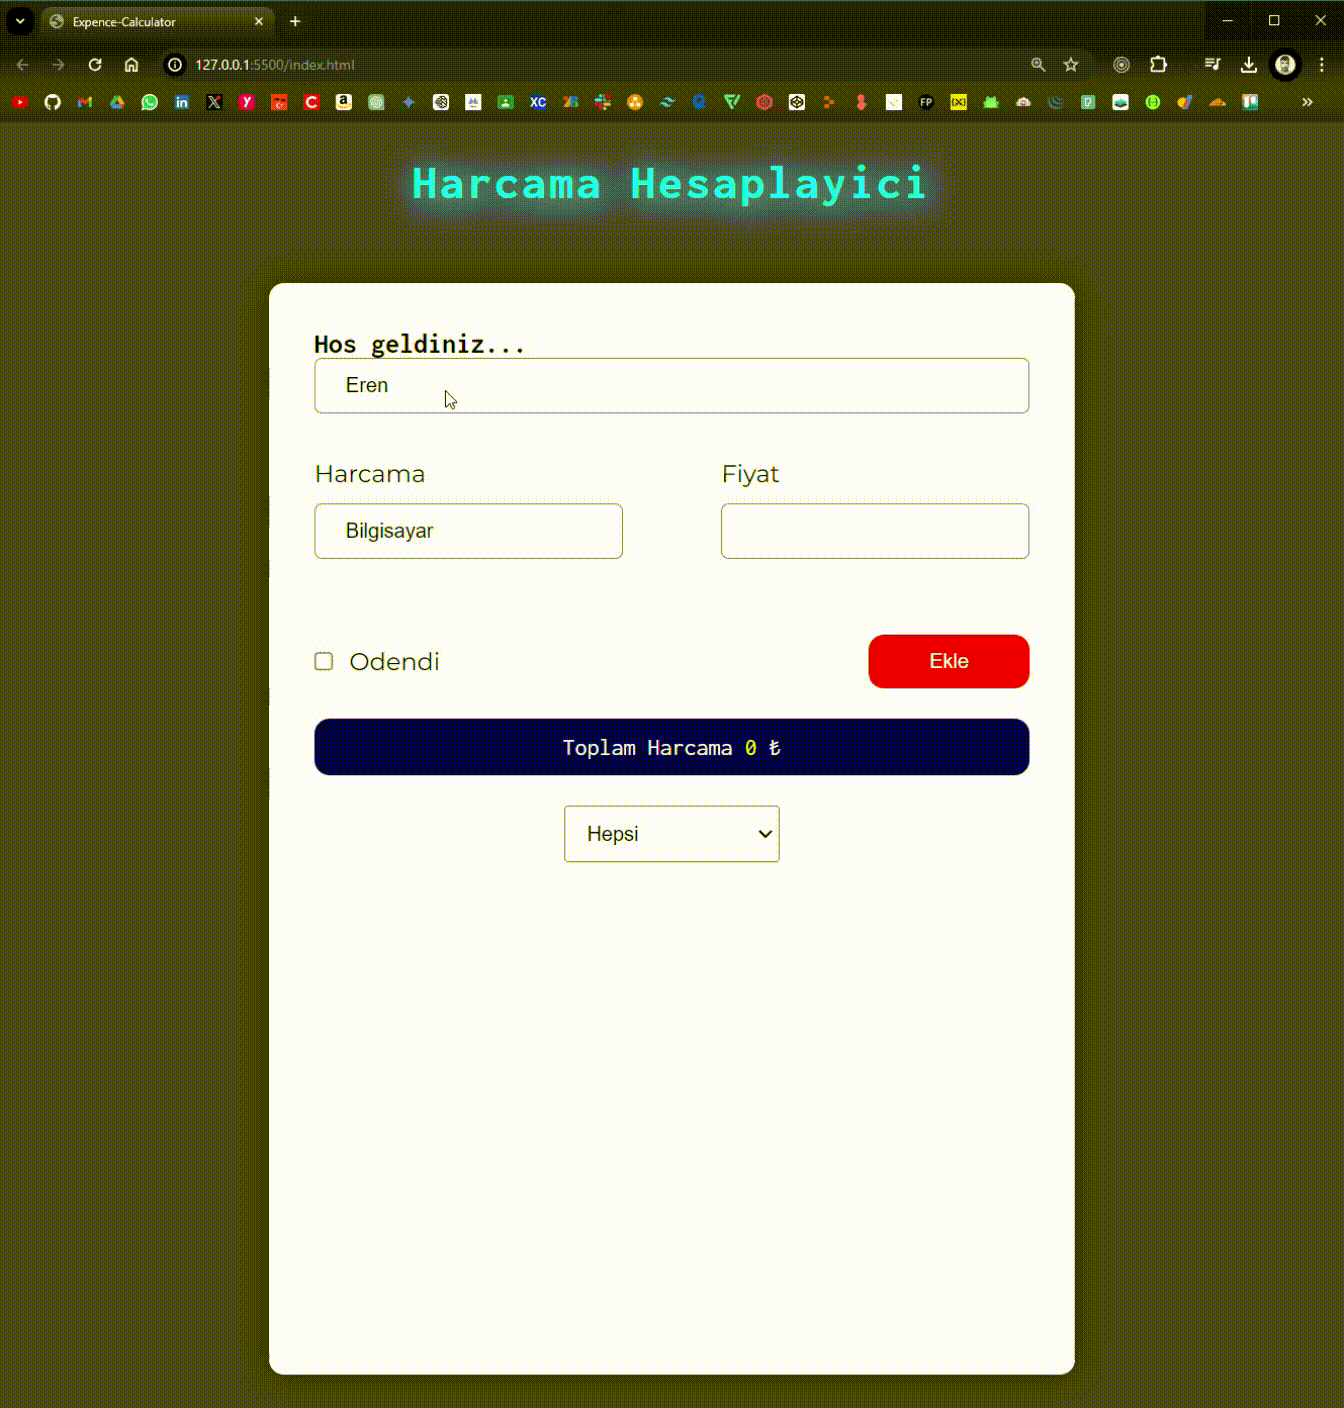 Expence-Calculator
127.0.0.1:5500/index.html
Harcama Hesaplayici
Hos geldiniz...
Eren
Harcama
Fiyat
Bilgisayar
Odendi
Ekle
Toplam Harcama 0 ₺
Hepsi